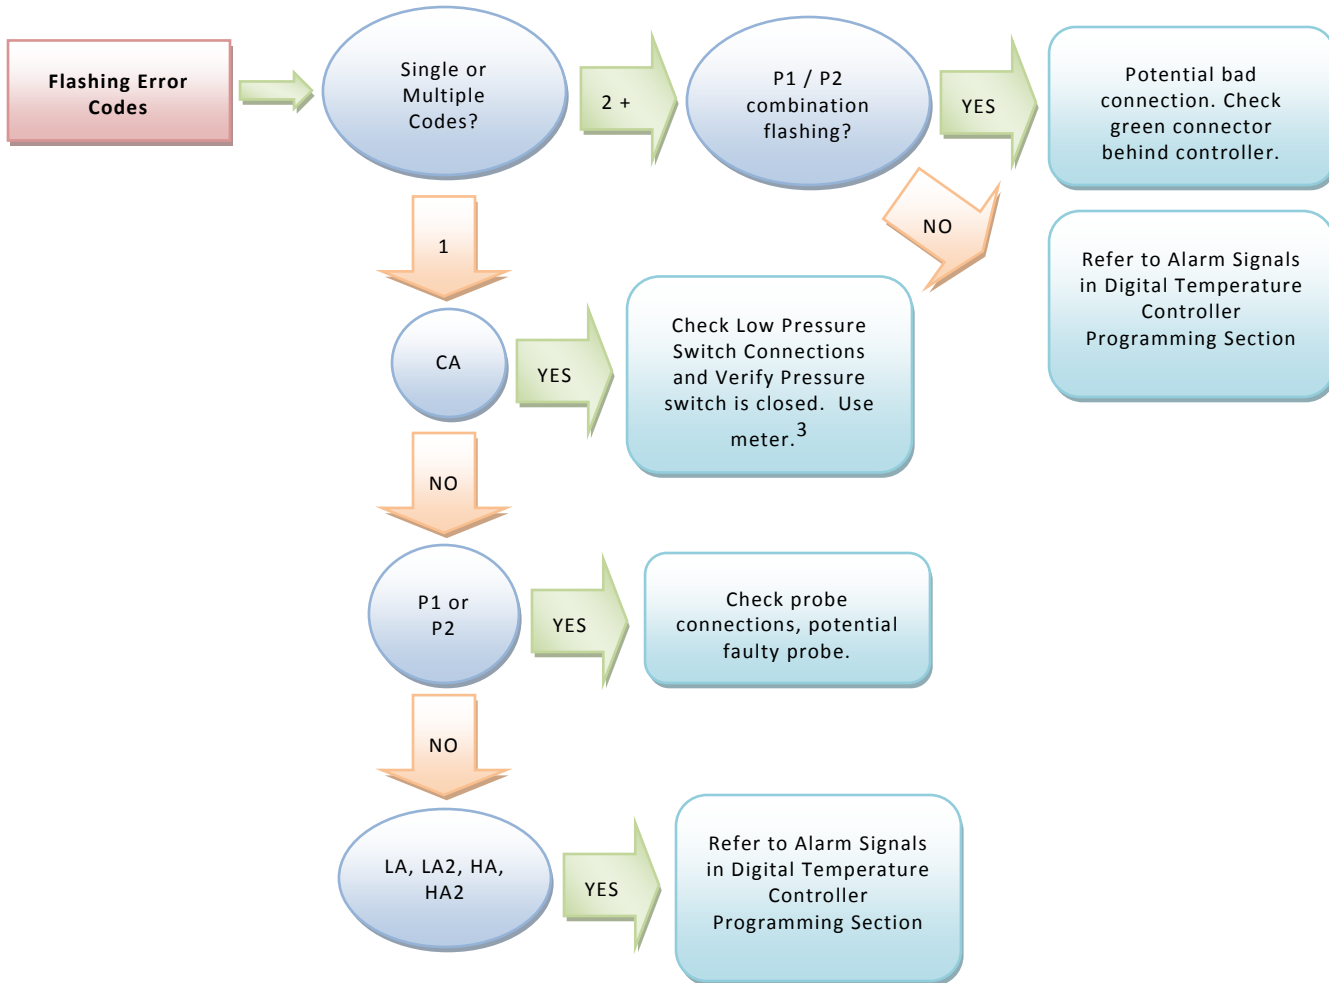 Flashing Error
Codes
Single or
Multiple
Codes?
2 +
P1 / P2
combination
flashing?
YES
Potential bad
connection. Check
green connector
behind controller.
NO
Refer to Alarm Signals
in Digital Temperature
Controller
Programming Section
1
CA
YES
Check Low Pressure
Switch Connections
and Verify Pressure
switch is closed.  Use
meter.3
NO
P1 or
P2
YES
Check probe
connections, potential
faulty probe.
NO
LA, LA2, HA,
HA2
YES
Refer to Alarm Signals
in Digital Temperature
Controller
Programming Section